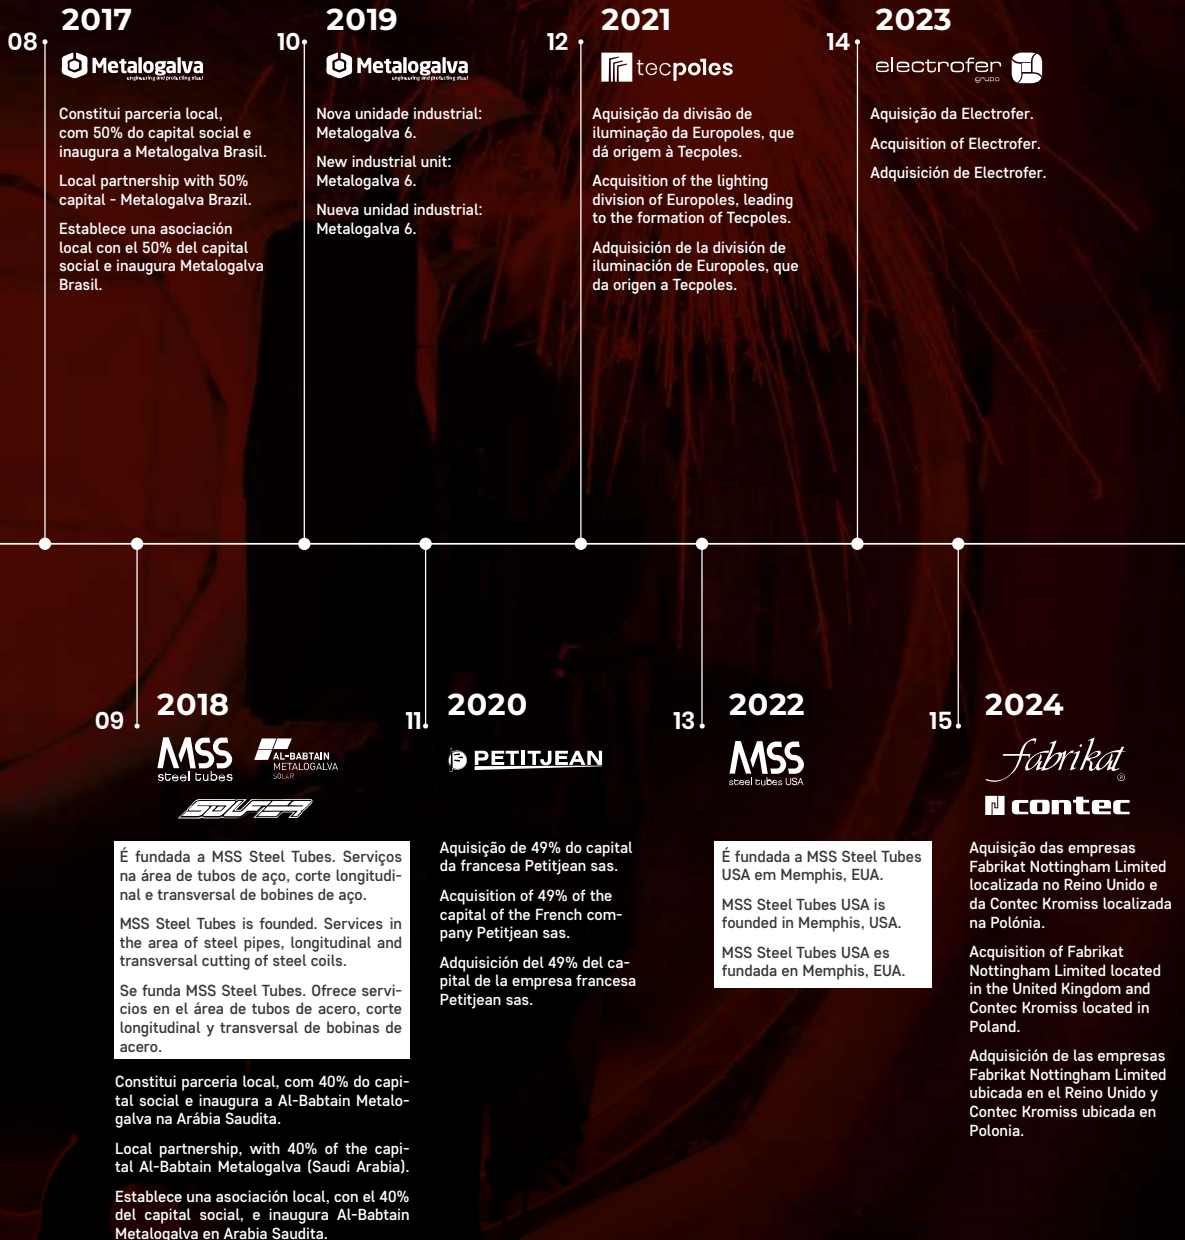 08
2017
Metalogalva
engineering and protecting steel
Constitui parceria local,
com 50% do capital social e
inaugura a Metalogalva Brasil.
Local partnership with 50%
capital - Metalogalva Brazil.
Establece una asociación
local con el 50% del capital
social e inaugura Metalogalva
Brasil.
10
2019
Metalogalva
engineering and protecting steel
Nova unidade industrial:
Metalogalva 6.
New industrial unit:
Metalogalva 6.
Nueva unidad industrial:
Metalogalva 6.
12
2021
tecpoles
Aquisição da divisão de
iluminação da Europoles, que
dá origem à Tecpoles.
Acquisition of the lighting
division of Europoles, leading
to the formation of Tecpoles.
Adquisición de la división de
iluminación de Europoles, que
da origen a Tecpoles.
14
2023
electrofer
grupo
Aquisição da Electrofer.
Acquisition of Electrofer.
Adquisición de Electrofer.
09
2018
MSS
steel tubes
AL-BABTAIN
METALOGALVA
SOLAR
SOLFER
É fundada a MSS Steel Tubes. Serviços
na área de tubos de aço, corte longitudi-
nal e transversal de bobines de aço.
MSS Steel Tubes is founded. Services in
the area of steel pipes, longitudinal and
transversal cutting of steel coils.
Se funda MSS Steel Tubes. Ofrece servi-
cios en el área de tubos de acero, corte
longitudinal y transversal de bobinas de
acero.
Constitui parceria local, com 40% do capi-
tal social e inaugura a Al-Babtain Metalo-
galva na Arábia Saudita.
Local partnership, with 40% of the capi-
tal Al-Babtain Metalogalva (Saudi Arabia).
Establece una asociación local, con el 40%
del capital social, e inaugura Al-Babtain
Metalogalva en Arabia Saudita.
11
2020
PETITJEAN
Aquisição de 49% do capital
da francesa Petitjean sas.
Acquisition of 49% of the
capital of the French com-
pany Petitjean sas.
Adquisición del 49% del ca-
pital de la empresa francesa
Petitjean sas.
13
2022
MSS
steel tubes USA
É fundada a MSS Steel Tubes
USA em Memphis, EUA.
MSS Steel Tubes USA is
founded in Memphis, USA.
MSS Steel Tubes USA es
fundada en Memphis, EUA.
15
2024
fabrikat
®
contec
Aquisição das empresas
Fabrikat Nottingham Limited
localizada no Reino Unido e
da Contec Kromiss localizada
na Polónia.
Acquisition of Fabrikat
Nottingham Limited located
in the United Kingdom and
Contec Kromiss located in
Poland.
Adquisición de las empresas
Fabrikat Nottingham Limited
ubicada en el Reino Unido y
Contec Kromiss ubicada en
Polonia.